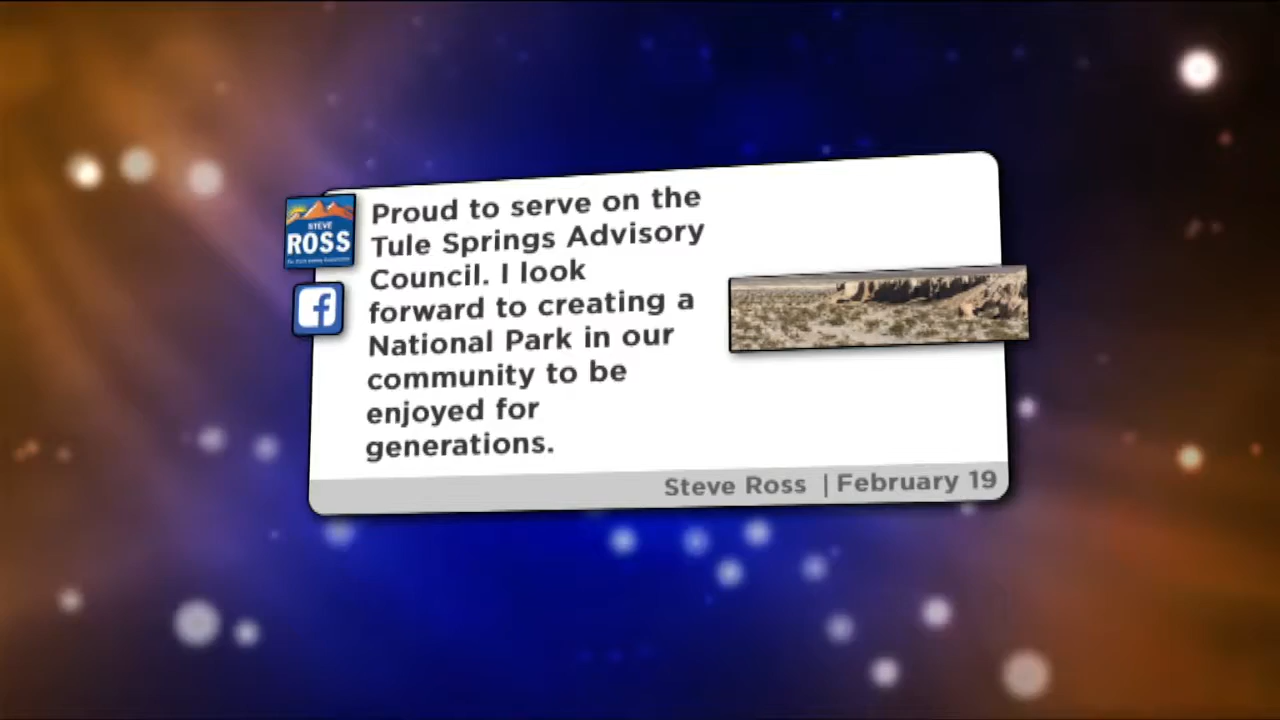 STEVE
ROSS
Proud to serve on the
Tule Springs Advisory
Council. I look
forward to creating a
National Park in our
community to be
enjoyed for
generations.
Steve Ross | February 19